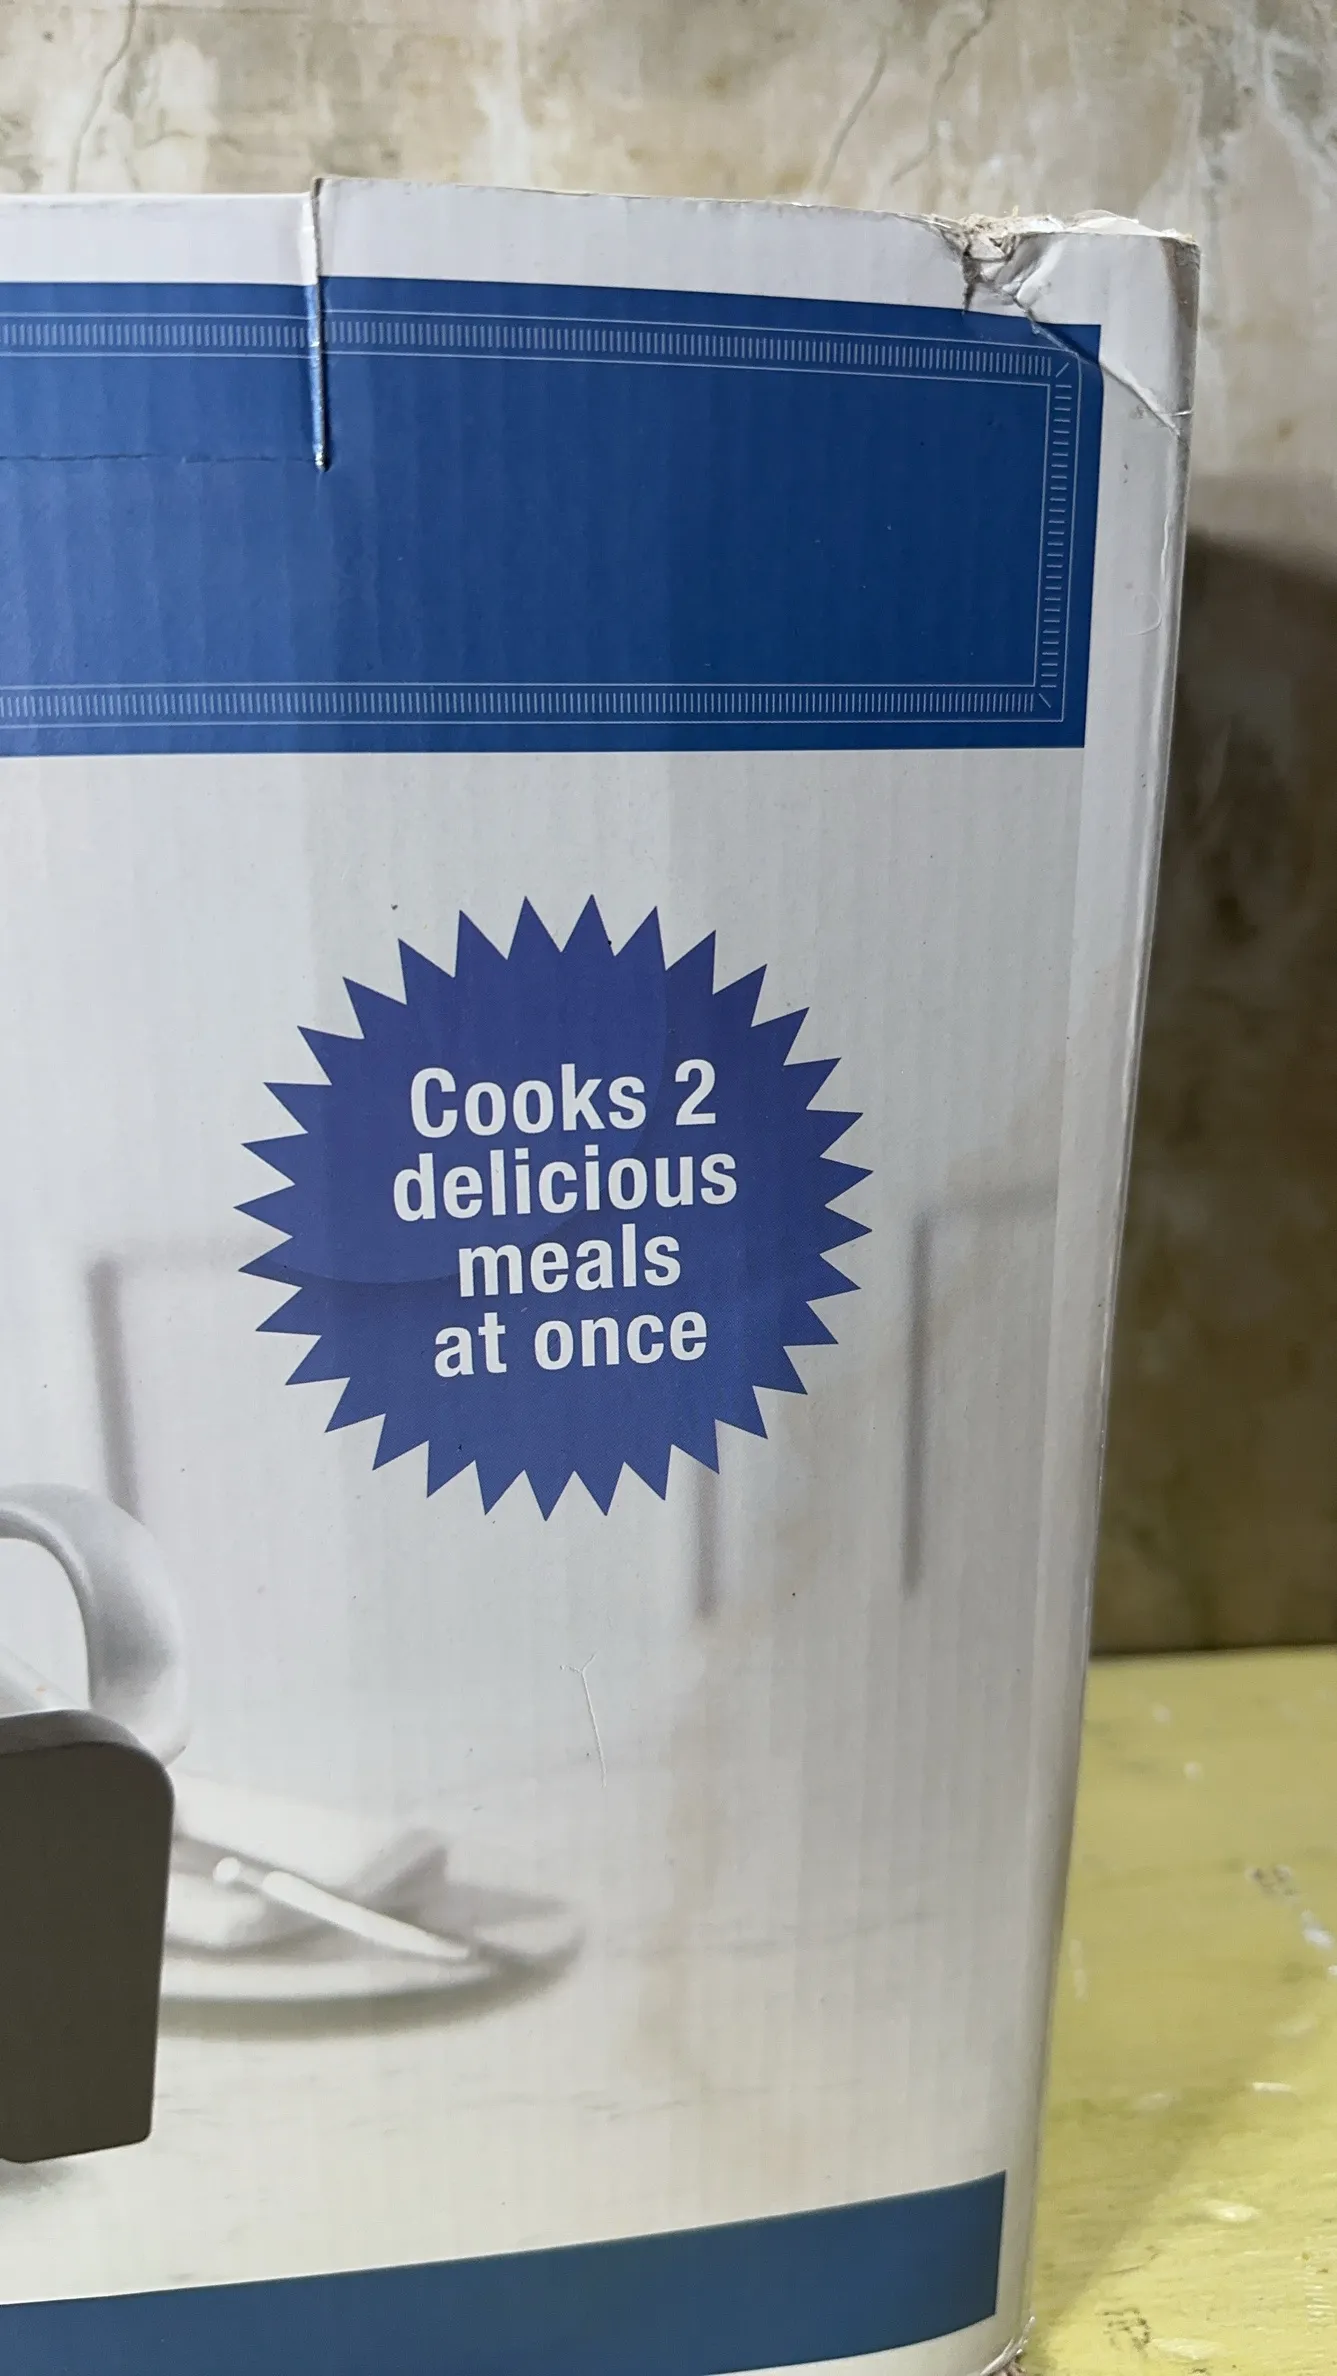 Cooks 2
delicious
meals
at once